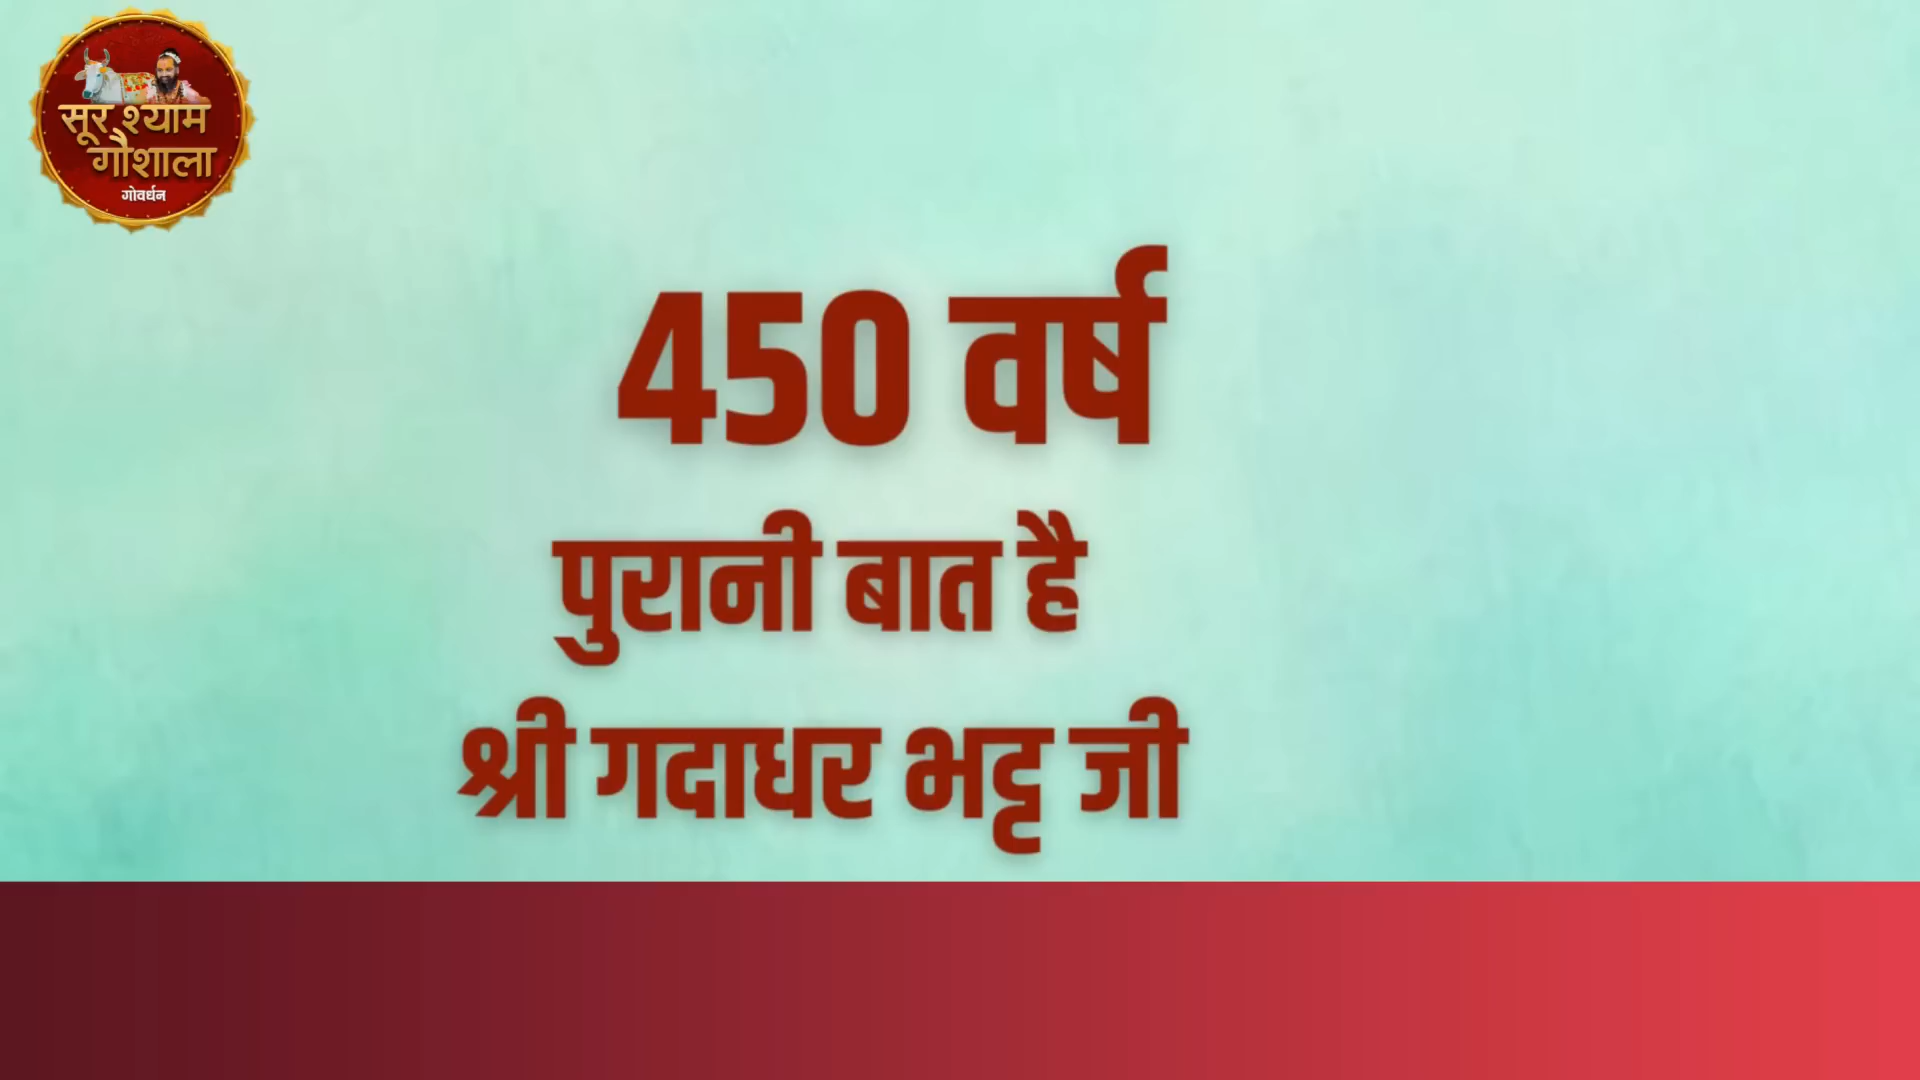 सूर श्याम
गौशाला
गोवर्धन
450 वर्ष
पुरानी बात है
श्री गदाधर भट्ट जी